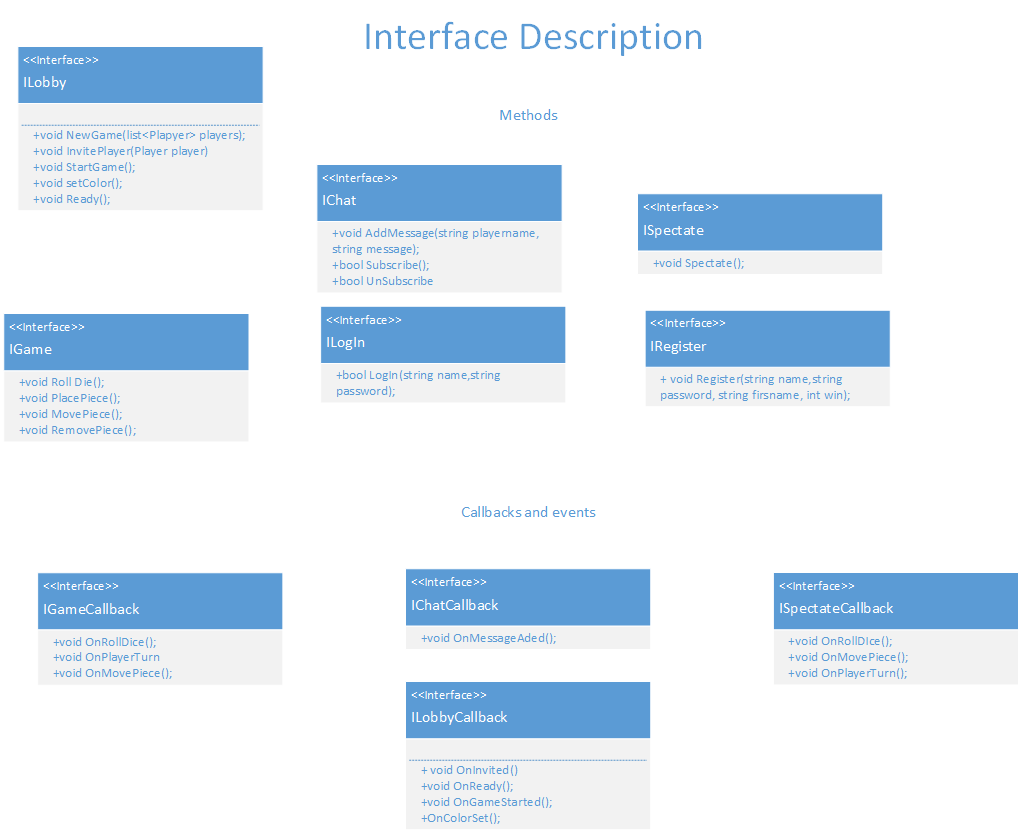 Interface Description
<<Interface>>
ILobby
+void NewGame(list<Plapyer> players);
+void InvitePlayer(Player player)
+void StartGame();
+void setColor();
+void Ready();
Methods
<<Interface>>
IChat
+void AddMessage(string playername,
string message);
+bool Subscribe();
+bool UnSubscribe
<<Interface>>
ISpectate
+void Spectate();
<<Interface>>
IGame
+void Roll Die();
+void PlacePiece();
+void MovePiece();
+void RemovePiece();
<<Interface>>
ILogIn
+bool LogIn(string name,string
password);
<<Interface>>
IRegister
+ void Register(string name,string
password, string firsname, int win);
Callbacks and events
<<Interface>>
IGameCallback
+void OnRollDice();
+void OnPlayerTurn
+void OnMovePiece();
<<Interface>>
IChatCallback
+void OnMessageAded();
<<Interface>>
ISpectateCallback
+void OnRollDIce();
+void OnMovePiece();
+void OnPlayerTurn();
<<Interface>>
ILobbyCallback
+ void OnInvited()
+void OnReady();
+void OnGameStarted();
+OnColorSet();